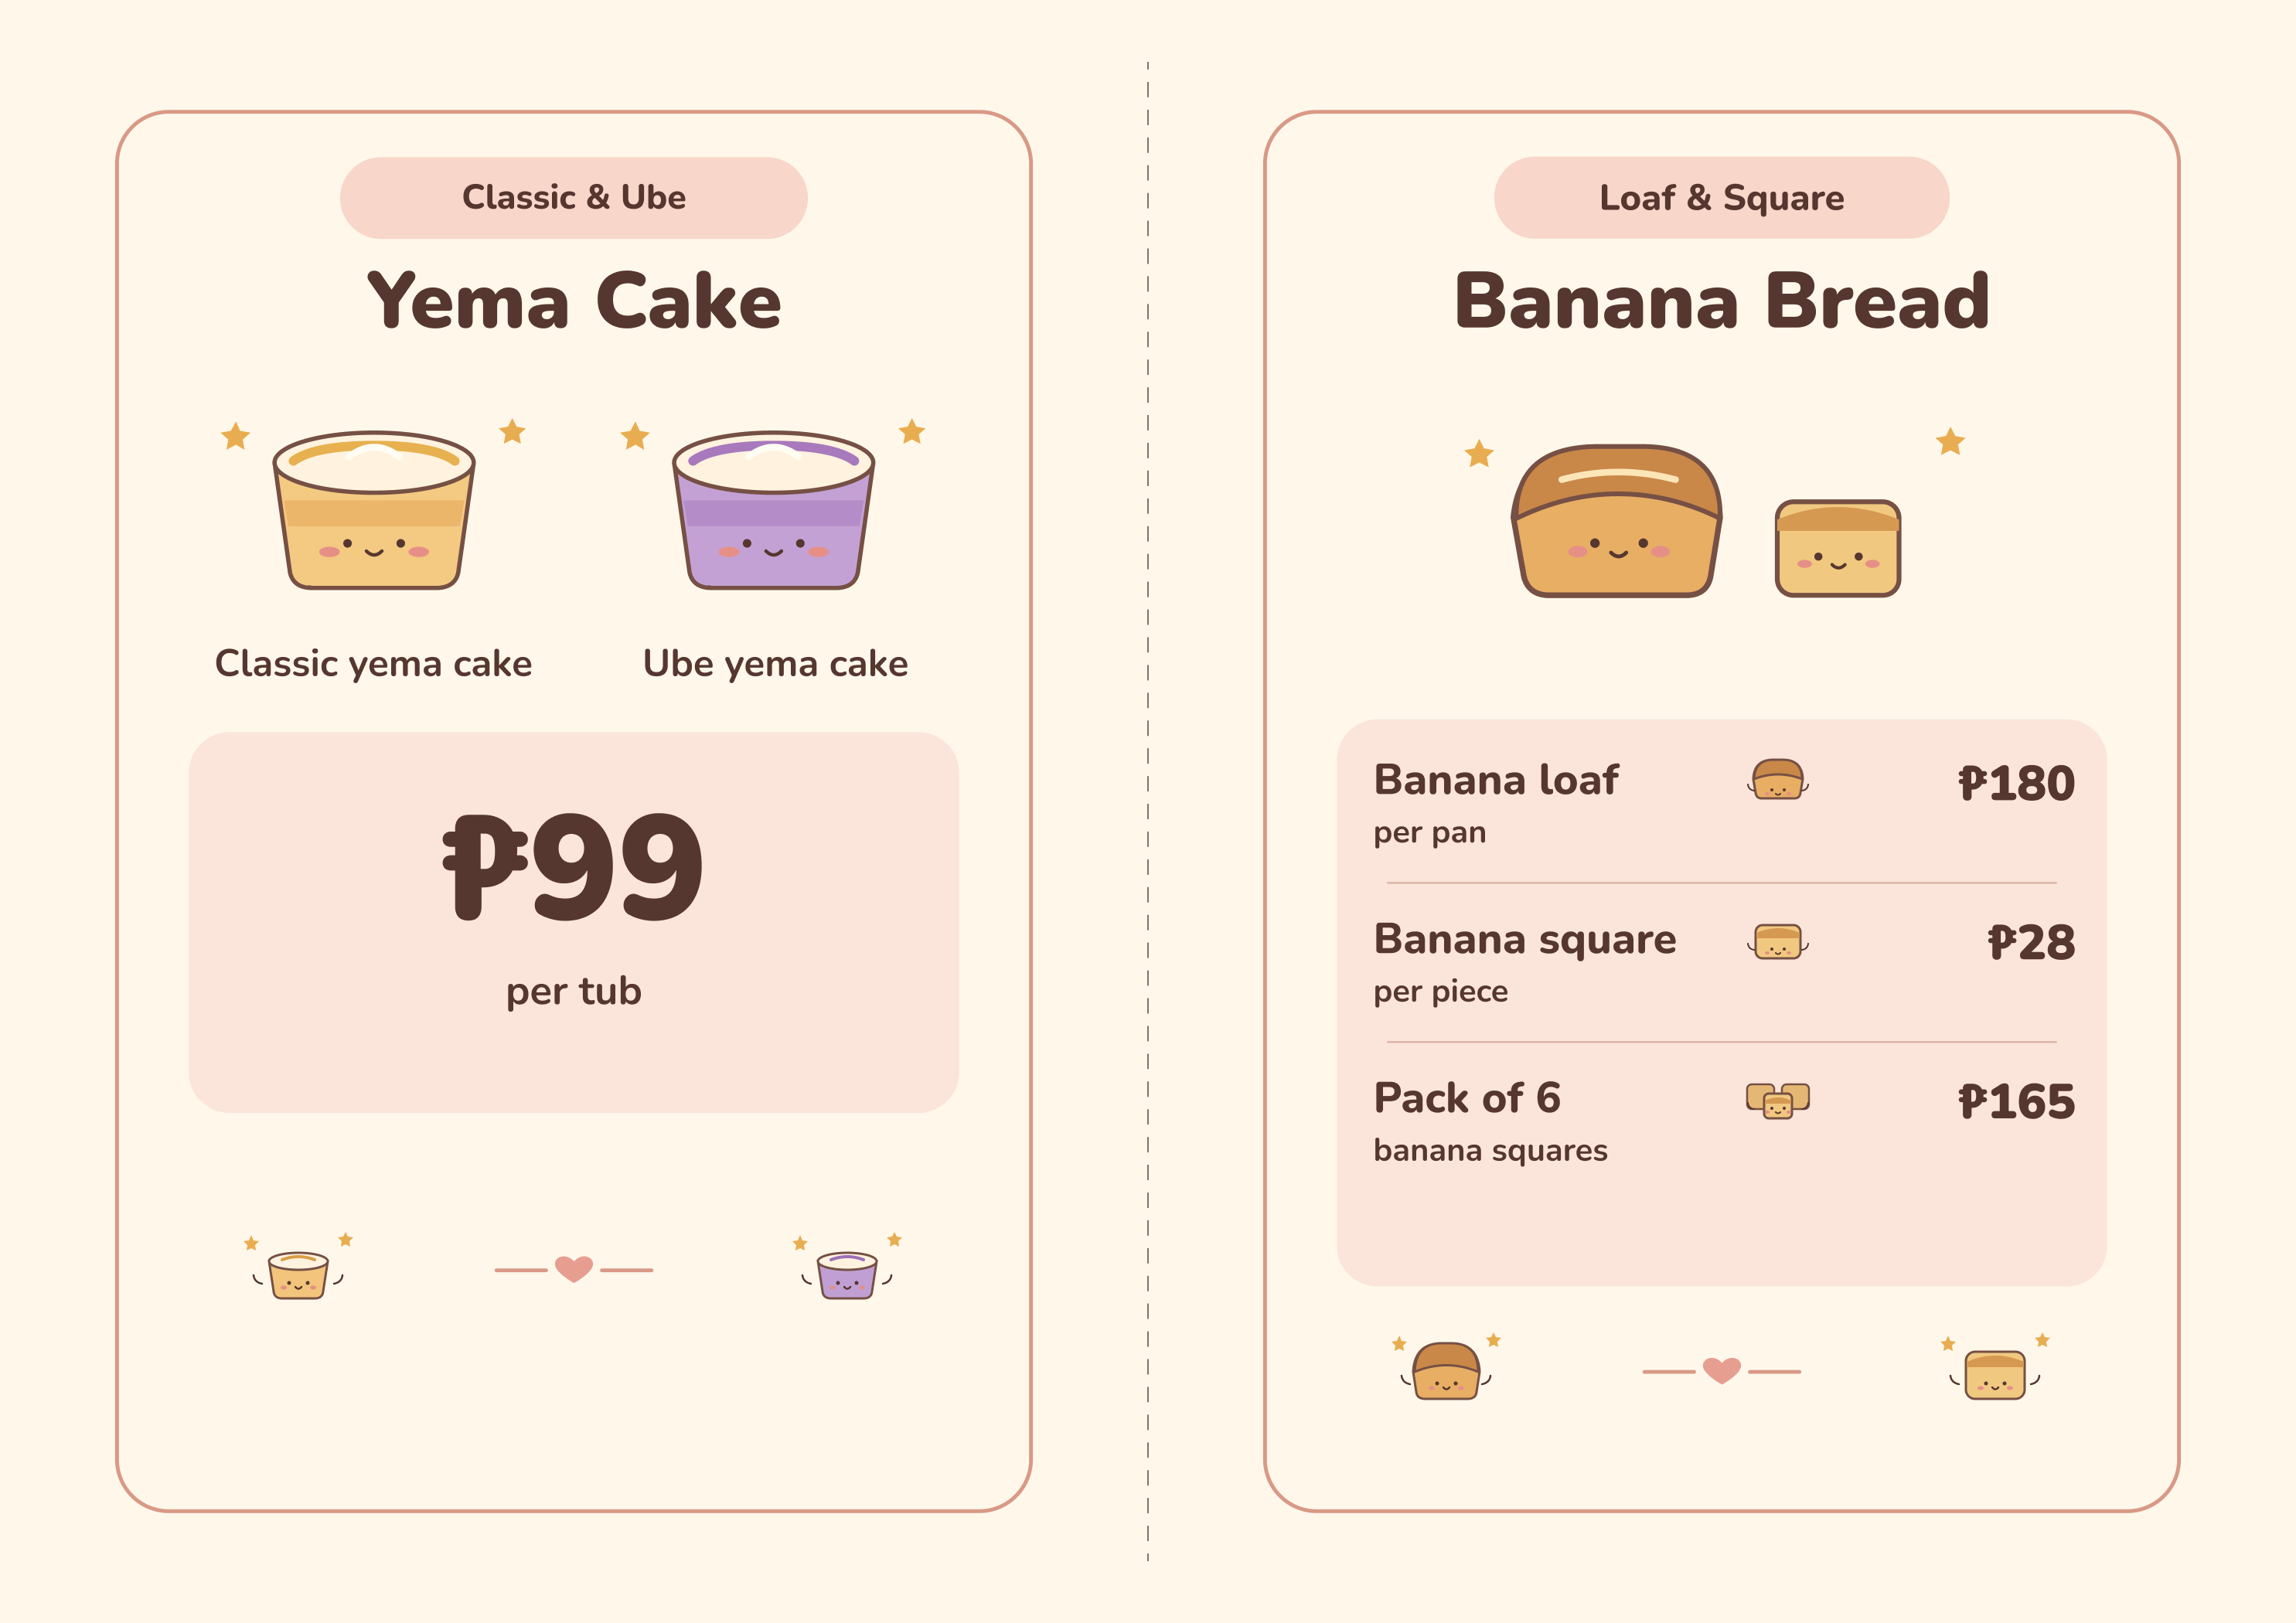 Classic & Ube
Yema Cake
Classic yema cake
Ube yema cake
₱99
per tub
Loaf & Square
Banana Bread
Banana loaf ₱180
per pan
Banana square ₱28
per piece
Pack of 6 ₱165
banana squares